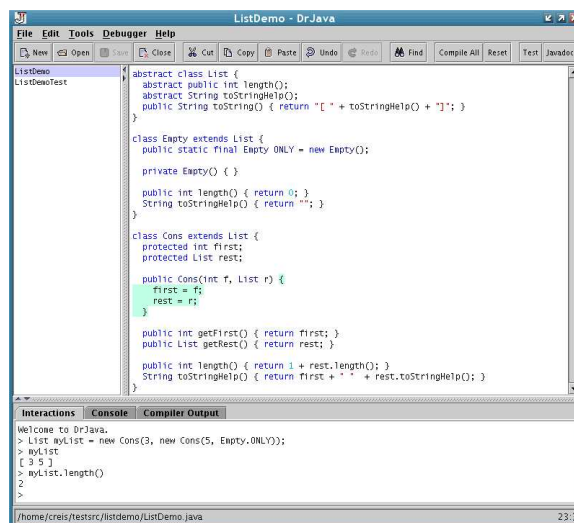 ListDemo - DrJava
File Edit Tools Debugger Help
New Open Save Close Cut Copy Paste Undo Redo Find Compile All Reset Test Javadoc
ListDemo
ListDemoTest
abstract class List {
abstract public int length();
abstract String toStringHelp();
public String toString() { return "[ " + toStringHelp() + "]"; }
}
class Empty extends List {
public static final Empty ONLY = new Empty();
private Empty() { }
public int length() { return 0; }
String toStringHelp() { return ""; }
}
class Cons extends List {
protected int first;
protected List rest;
public Cons(int f, List r) {
first = f;
rest = r;
}
public int getFirst() { return first; }
public List getRest() { return rest; }
public int length() { return 1 + rest.length(); }
String toStringHelp() { return first + " " + rest.toStringHelp(); }
}
Interactions Console Compiler Output
Welcome to DrJava.
> List myList = new Cons(3, new Cons(5, Empty.ONLY));
> myList
[ 3 5 ]
> myList.length()
2
>
/home/creis/testsrc/listdemo/ListDemo.java